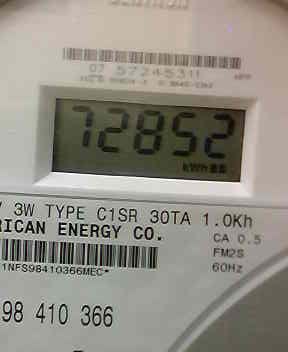 07 57245311
72852
kWh
V 3W TYPE C1SR 30TA 1.0Kh
RICAN ENERGY CO.
CA 0.5
FM2S
60Hz
1NFS98410366MEC*
98 410 366